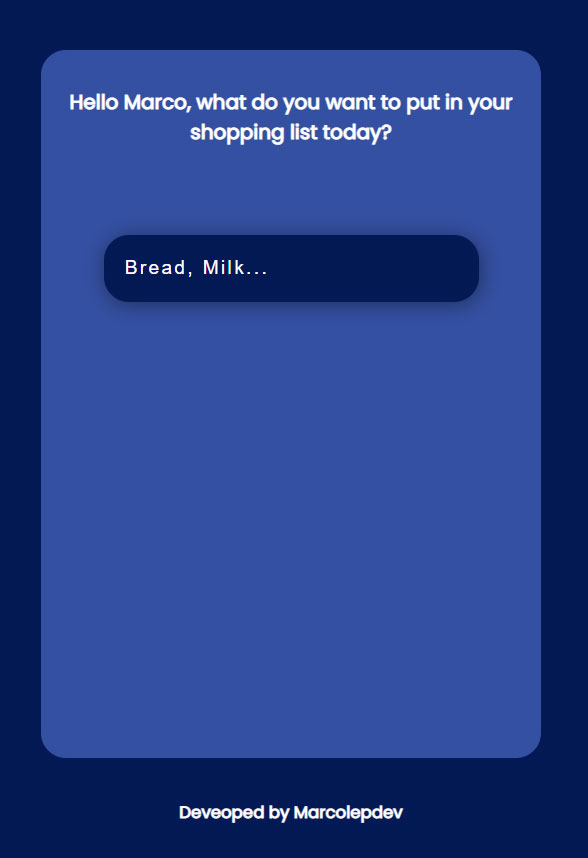 Hello Marco, what do you want to put in your
shopping list today?
Bread, Milk...
Deveoped by Marcolepdev